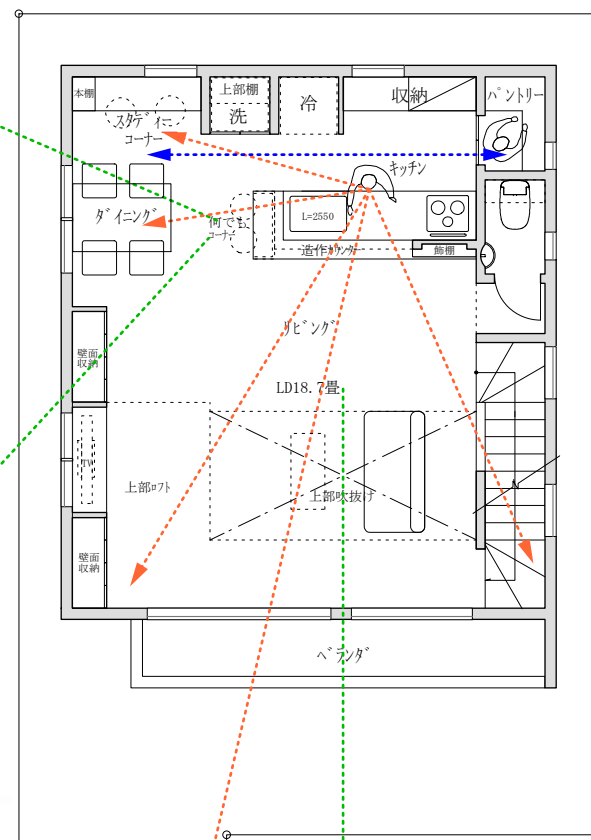 本棚
上部棚
洗
冷
収納
パントリー
スタディー
コーナー
キッチン
ダイニング
何でも
コーナー
L=2550
造作カウンター
飾棚
リビング
壁面
収納
LD18.7畳
TV
上部ロフト
上部吹抜け
壁面
収納
ベランダ